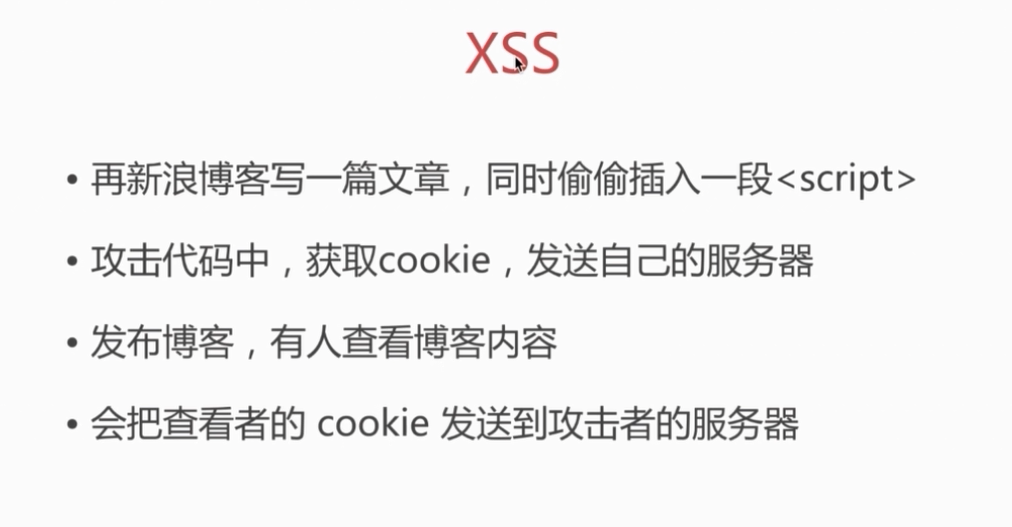 XSS
• 再新浪博客写一篇文章，同时偷偷插入一段<script>
• 攻击代码中，获取cookie，发送自己的服务器
• 发布博客，有人查看博客内容
• 会把查看者的 cookie 发送到攻击者的服务器